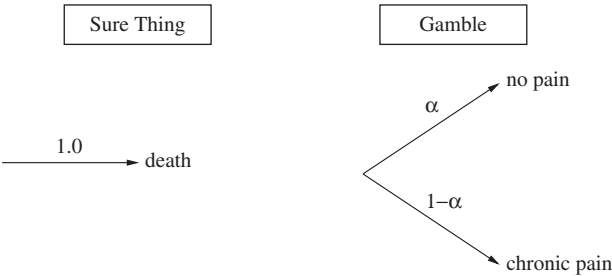 Sure Thing
Gamble
1.0
death
α
no pain
1−α
chronic pain